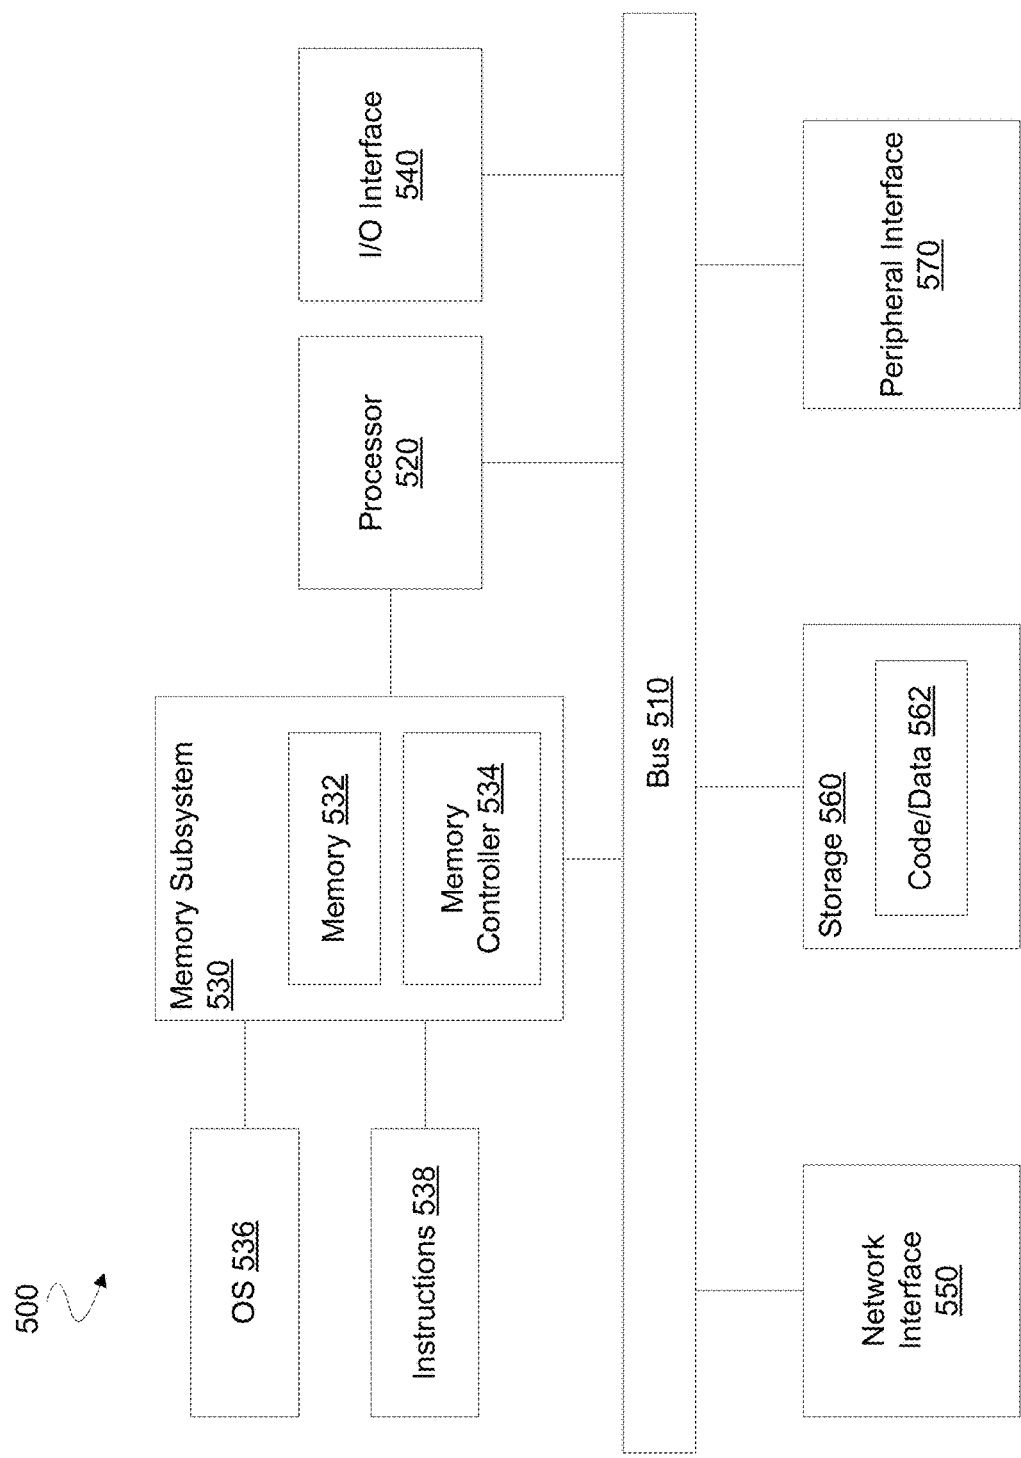 500
OS 536
Instructions 538
Memory Subsystem
530
Memory 532
Memory
Controller 534
Processor
520
I/O Interface
540
Bus 510
Network
Interface
550
Storage 560
Code/Data 562
Peripheral Interface
570